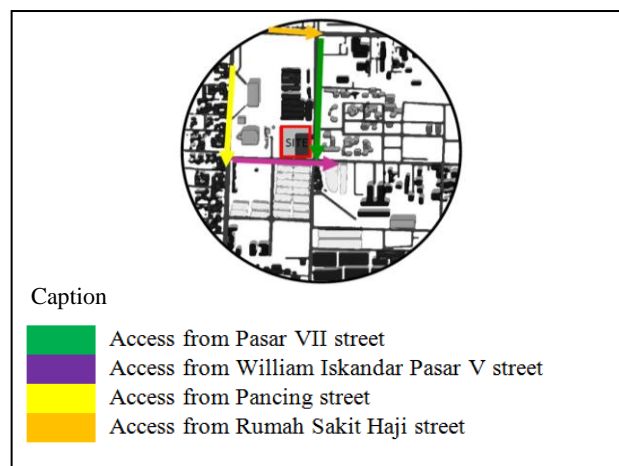 SITE
Caption
Access from Pasar VII street
Access from William Iskandar Pasar V street
Access from Pancing street
Access from Rumah Sakit Haji street